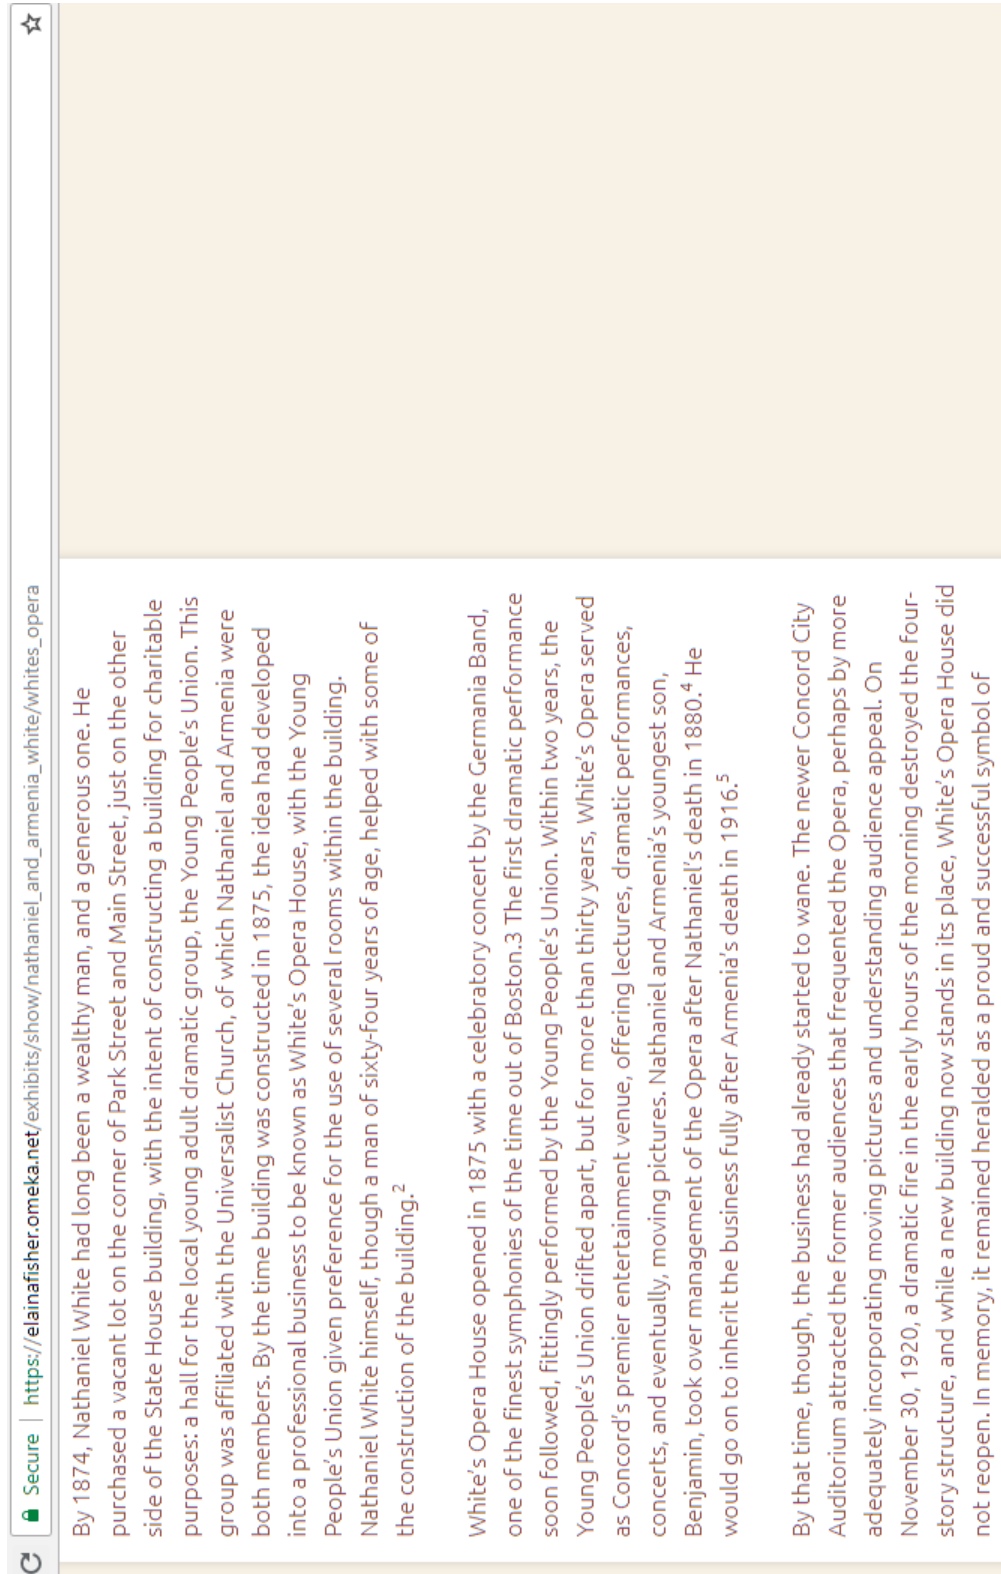 Secure | https://elainafisher.omeka.net/exhibits/show/nathaniel_and_armenia_white/whites_opera
By 1874, Nathaniel White had long been a wealthy man, and a generous one. He
purchased a vacant lot on the corner of Park Street and Main Street, just on the other
side of the State House building, with the intent of constructing a building for charitable
purposes: a hall for the local young adult dramatic group, the Young People's Union. This
group was affiliated with the Universalist Church, of which Nathaniel and Armenia were
both members. By the time building was constructed in 1875, the idea had developed
into a professional business to be known as White's Opera House, with the Young
People's Union given preference for the use of several rooms within the building.
Nathaniel White himself, though a man of sixty-four years of age, helped with some of
the construction of the building.2
White's Opera House opened in 1875 with a celebratory concert by the Germania Band,
one of the finest symphonies of the time out of Boston.3 The first dramatic performance
soon followed, fittingly performed by the Young People's Union. Within two years, the
Young People's Union drifted apart, but for more than thirty years, White's Opera served
as Concord's premier entertainment venue, offering lectures, dramatic performances,
concerts, and eventually, moving pictures. Nathaniel and Armenia's youngest son,
Benjamin, took over management of the Opera after Nathaniel's death in 1880.4 He
would go on to inherit the business fully after Armenia's death in 1916.5
By that time, though, the business had already started to wane. The newer Concord City
Auditorium attracted the former audiences that frequented the Opera, perhaps by more
adequately incorporating moving pictures and understanding audience appeal. On
November 30, 1920, a dramatic fire in the early hours of the morning destroyed the four-
story structure, and while a new building now stands in its place, White's Opera House did
not reopen. In memory, it remained heralded as a proud and successful symbol of